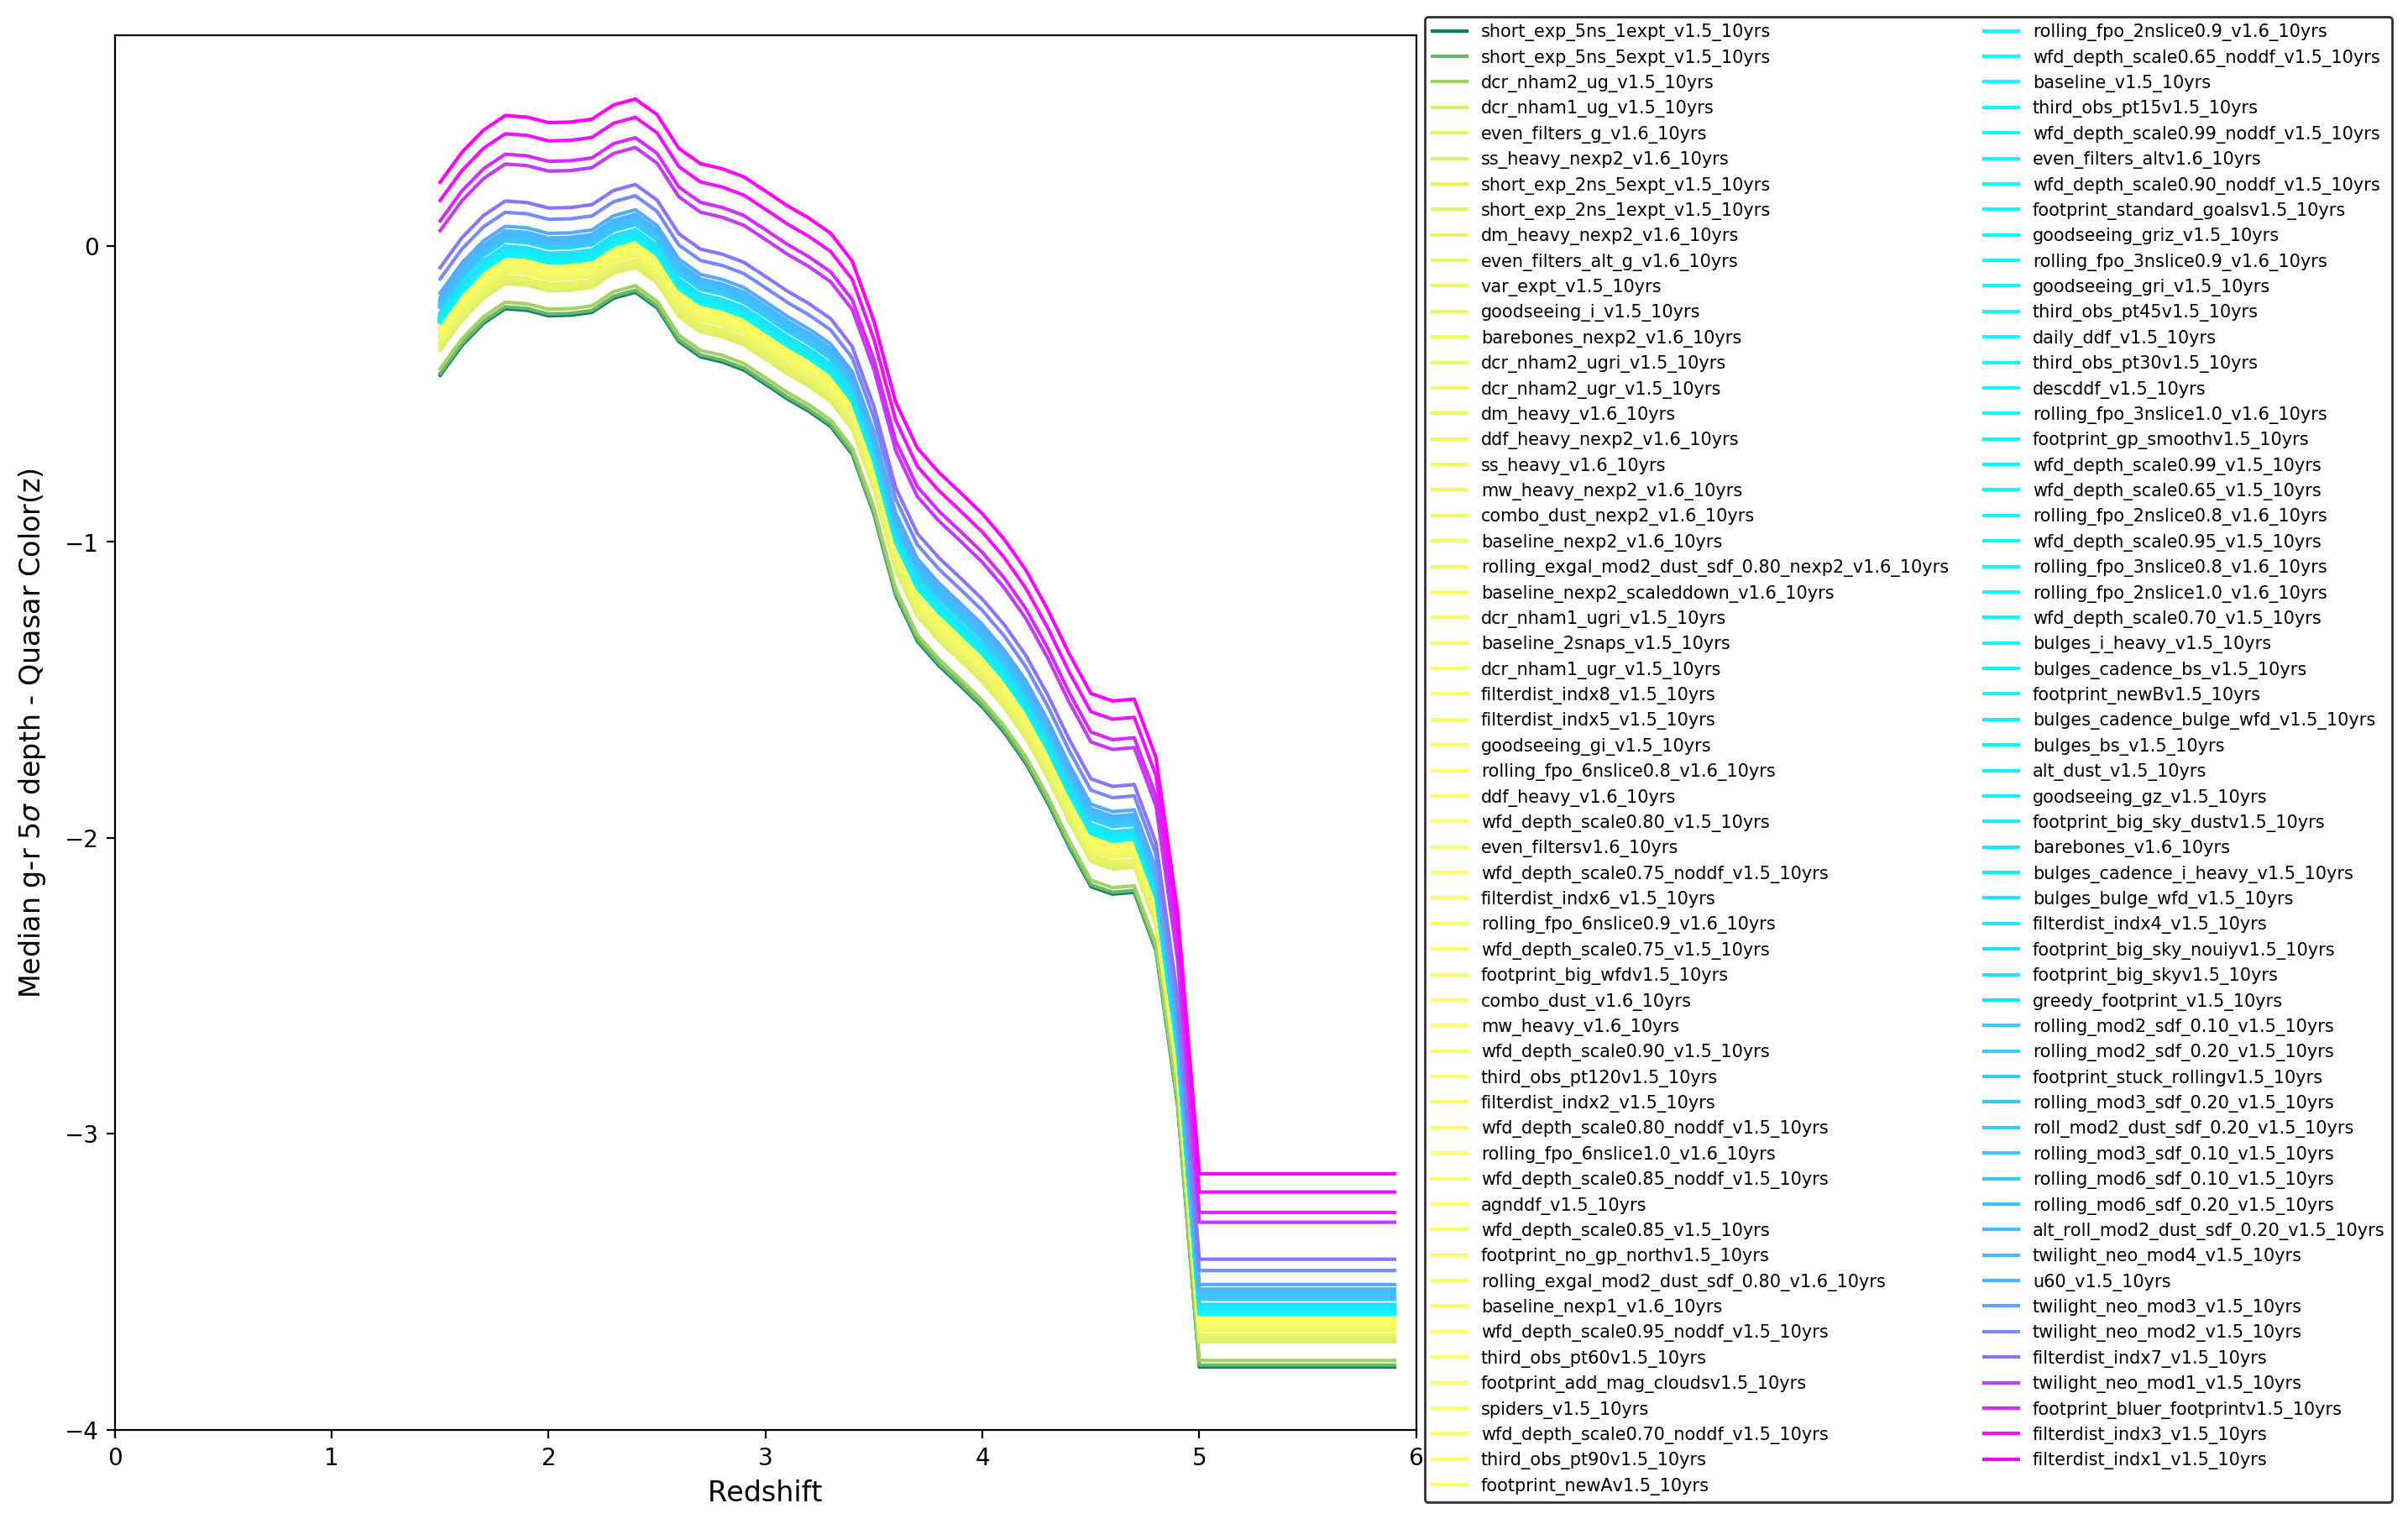 Median g-r 5σ depth - Quasar Color(z)
0
−1
−2
−3
−4
0 1 2 3 4 5 6
Redshift
short_exp_5ns_1expt_v1.5_10yrs
short_exp_5ns_5expt_v1.5_10yrs
dcr_nham2_ug_v1.5_10yrs
dcr_nham1_ug_v1.5_10yrs
even_filters_g_v1.6_10yrs
ss_heavy_nexp2_v1.6_10yrs
short_exp_2ns_5expt_v1.5_10yrs
short_exp_2ns_1expt_v1.5_10yrs
dm_heavy_nexp2_v1.6_10yrs
even_filters_alt_g_v1.6_10yrs
var_expt_v1.5_10yrs
goodseeing_i_v1.5_10yrs
barebones_nexp2_v1.6_10yrs
dcr_nham2_ugri_v1.5_10yrs
dcr_nham2_ugr_v1.5_10yrs
dm_heavy_v1.6_10yrs
ddf_heavy_nexp2_v1.6_10yrs
ss_heavy_v1.6_10yrs
mw_heavy_nexp2_v1.6_10yrs
combo_dust_nexp2_v1.6_10yrs
baseline_nexp2_v1.6_10yrs
rolling_exgal_mod2_dust_sdf_0.80_nexp2_v1.6_10yrs
baseline_nexp2_scaleddown_v1.6_10yrs
dcr_nham1_ugri_v1.5_10yrs
baseline_2snaps_v1.5_10yrs
dcr_nham1_ugr_v1.5_10yrs
filterdist_indx8_v1.5_10yrs
filterdist_indx5_v1.5_10yrs
goodseeing_gi_v1.5_10yrs
rolling_fpo_6nslice0.8_v1.6_10yrs
ddf_heavy_v1.6_10yrs
wfd_depth_scale0.80_v1.5_10yrs
even_filtersv1.6_10yrs
wfd_depth_scale0.75_noddf_v1.5_10yrs
filterdist_indx6_v1.5_10yrs
rolling_fpo_6nslice0.9_v1.6_10yrs
wfd_depth_scale0.75_v1.5_10yrs
footprint_big_wfdv1.5_10yrs
combo_dust_v1.6_10yrs
mw_heavy_v1.6_10yrs
wfd_depth_scale0.90_v1.5_10yrs
third_obs_pt120v1.5_10yrs
filterdist_indx2_v1.5_10yrs
wfd_depth_scale0.80_noddf_v1.5_10yrs
rolling_fpo_6nslice1.0_v1.6_10yrs
wfd_depth_scale0.85_noddf_v1.5_10yrs
agnddf_v1.5_10yrs
wfd_depth_scale0.85_v1.5_10yrs
footprint_no_gp_northv1.5_10yrs
rolling_exgal_mod2_dust_sdf_0.80_v1.6_10yrs
baseline_nexp1_v1.6_10yrs
wfd_depth_scale0.95_noddf_v1.5_10yrs
third_obs_pt60v1.5_10yrs
footprint_add_mag_cloudsv1.5_10yrs
spiders_v1.5_10yrs
wfd_depth_scale0.70_noddf_v1.5_10yrs
third_obs_pt90v1.5_10yrs
footprint_newAv1.5_10yrs
rolling_fpo_2nslice0.9_v1.6_10yrs
wfd_depth_scale0.65_noddf_v1.5_10yrs
baseline_v1.5_10yrs
third_obs_pt15v1.5_10yrs
wfd_depth_scale0.99_noddf_v1.5_10yrs
even_filters_altv1.6_10yrs
wfd_depth_scale0.90_noddf_v1.5_10yrs
footprint_standard_goalsv1.5_10yrs
goodseeing_griz_v1.5_10yrs
rolling_fpo_3nslice0.9_v1.6_10yrs
goodseeing_gri_v1.5_10yrs
third_obs_pt45v1.5_10yrs
daily_ddf_v1.5_10yrs
third_obs_pt30v1.5_10yrs
descddf_v1.5_10yrs
rolling_fpo_3nslice1.0_v1.6_10yrs
footprint_gp_smoothv1.5_10yrs
wfd_depth_scale0.99_v1.5_10yrs
wfd_depth_scale0.65_v1.5_10yrs
rolling_fpo_2nslice0.8_v1.6_10yrs
wfd_depth_scale0.95_v1.5_10yrs
rolling_fpo_3nslice0.8_v1.6_10yrs
rolling_fpo_2nslice1.0_v1.6_10yrs
wfd_depth_scale0.70_v1.5_10yrs
bulges_i_heavy_v1.5_10yrs
bulges_cadence_bs_v1.5_10yrs
footprint_newBv1.5_10yrs
bulges_cadence_bulge_wfd_v1.5_10yrs
bulges_bs_v1.5_10yrs
alt_dust_v1.5_10yrs
goodseeing_gz_v1.5_10yrs
footprint_big_sky_dustv1.5_10yrs
barebones_v1.6_10yrs
bulges_cadence_i_heavy_v1.5_10yrs
bulges_bulge_wfd_v1.5_10yrs
filterdist_indx4_v1.5_10yrs
footprint_big_sky_nouiyv1.5_10yrs
footprint_big_skyv1.5_10yrs
greedy_footprint_v1.5_10yrs
rolling_mod2_sdf_0.10_v1.5_10yrs
rolling_mod2_sdf_0.20_v1.5_10yrs
footprint_stuck_rollingv1.5_10yrs
rolling_mod3_sdf_0.20_v1.5_10yrs
roll_mod2_dust_sdf_0.20_v1.5_10yrs
rolling_mod3_sdf_0.10_v1.5_10yrs
rolling_mod6_sdf_0.10_v1.5_10yrs
rolling_mod6_sdf_0.20_v1.5_10yrs
alt_roll_mod2_dust_sdf_0.20_v1.5_10yrs
twilight_neo_mod4_v1.5_10yrs
u60_v1.5_10yrs
twilight_neo_mod3_v1.5_10yrs
twilight_neo_mod2_v1.5_10yrs
filterdist_indx7_v1.5_10yrs
twilight_neo_mod1_v1.5_10yrs
footprint_bluer_footprintv1.5_10yrs
filterdist_indx3_v1.5_10yrs
filterdist_indx1_v1.5_10yrs